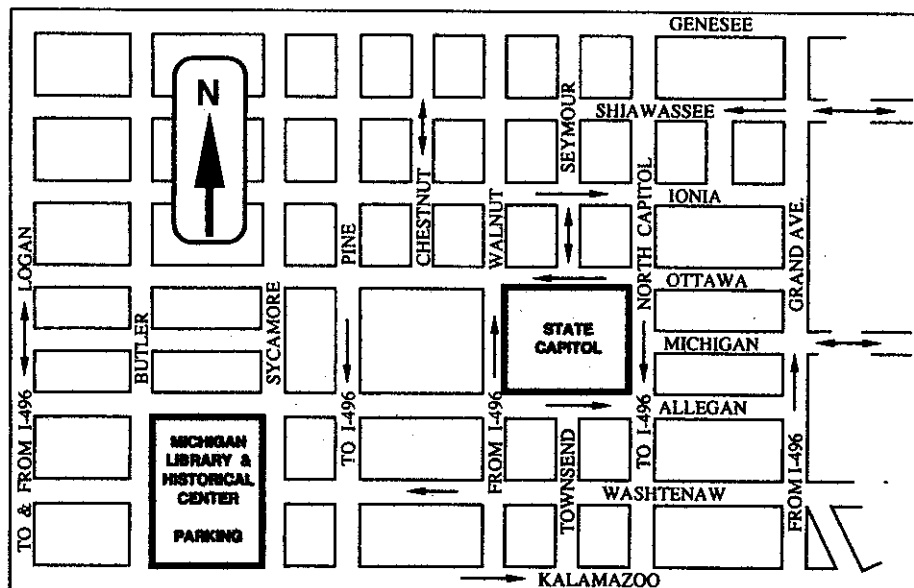 GENESEE
N
SHIAWASSEE
SEYMOUR
IONIA
LOGAN
PINE
CHESTNUT
WALNUT
NORTH CAPITOL
GRAND AVE.
OTTAWA
BUTLER
SYCAMORE
STATE
CAPITOL
MICHIGAN
ALLEGAN
TO & FROM I-496
TO I-496
FROM I-496
TO I-496
FROM I-496
MICHIGAN
LIBRARY &
HISTORICAL
CENTER
PARKING
TOWNSEND
WASHTENAW
KALAMAZOO